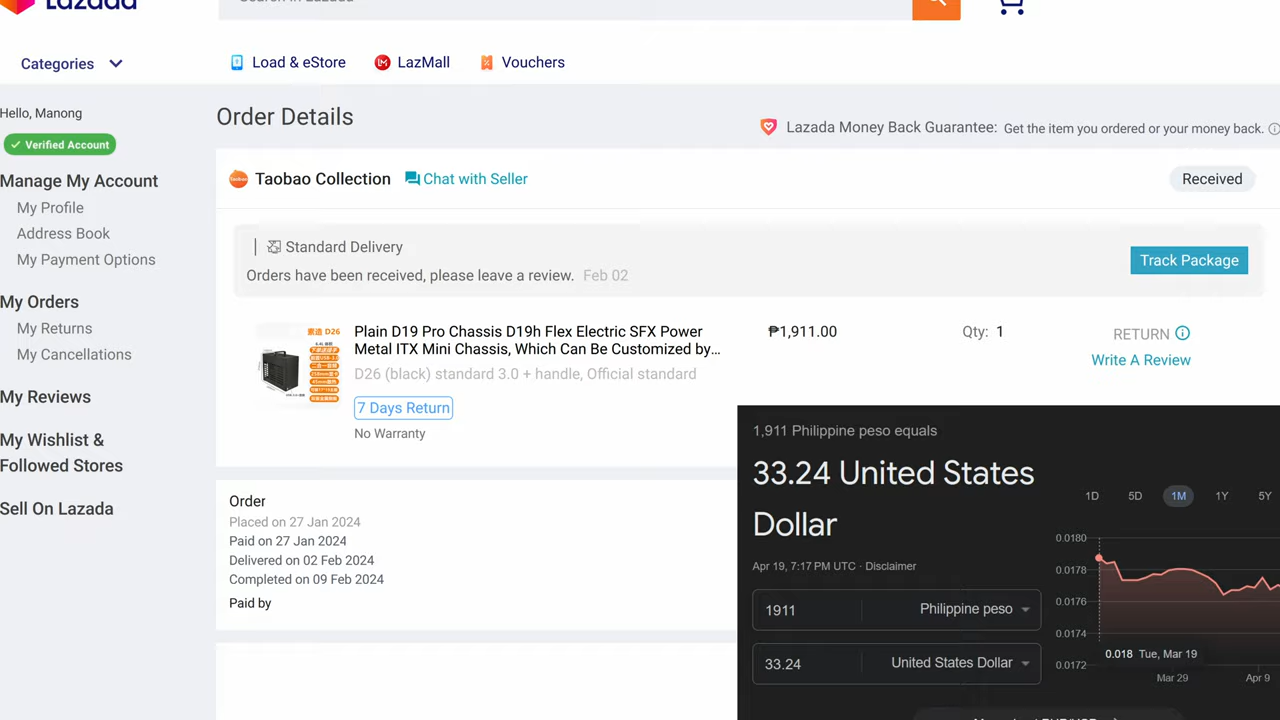 Lazada
Search in Lazada
Categories
Load & eStore
LazMall
Vouchers
Hello, Manong
Verified Account
Manage My Account
My Profile
Address Book
My Payment Options
My Orders
My Returns
My Cancellations
My Reviews
My Wishlist &
Followed Stores
Sell On Lazada
Order Details
Lazada Money Back Guarantee: Get the item you ordered or your money back.
Taobao Collection
Chat with Seller
Received
Standard Delivery
Orders have been received, please leave a review. Feb 02
Track Package
D26
Plain D19 Pro Chassis D19h Flex Electric SFX Power
Metal ITX Mini Chassis, Which Can Be Customized by…
D26 (black) standard 3.0 + handle, Official standard
7 Days Return
No Warranty
₱1,911.00
Qty: 1
RETURN
Write A Review
Order
Placed on 27 Jan 2024
Paid on 27 Jan 2024
Delivered on 02 Feb 2024
Completed on 09 Feb 2024
Paid by
1,911 Philippine peso equals
33.24 United States
Dollar
Apr 19, 7:17 PM UTC · Disclaimer
1911 Philippine peso
33.24 United States Dollar
1D 5D 1M 1Y 5Y
0.0180
0.0178
0.0176
0.0174
0.0172
0.018 Tue, Mar 19
Mar 29 Apr 9